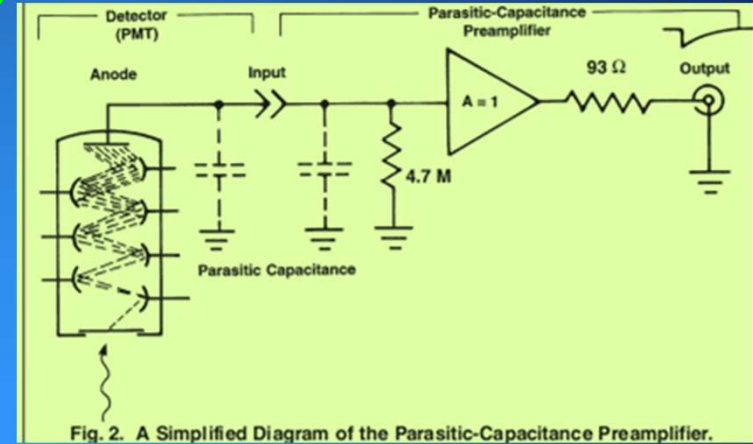 Detector
(PMT)
Parasitic-Capacitance
Preamplifier
Anode
Input
A = 1
93 Ω
Output
4.7 M
Parasitic Capacitance
Fig. 2. A Simplified Diagram of the Parasitic-Capacitance Preamplifier.